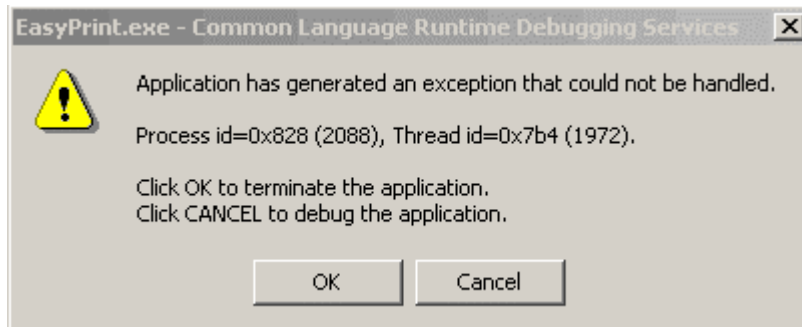 EasyPrint.exe - Common Language Runtime Debugging Services
Application has generated an exception that could not be handled.
Process id=0x828 (2088), Thread id=0x7b4 (1972).
Click OK to terminate the application.
Click CANCEL to debug the application.
OK
Cancel